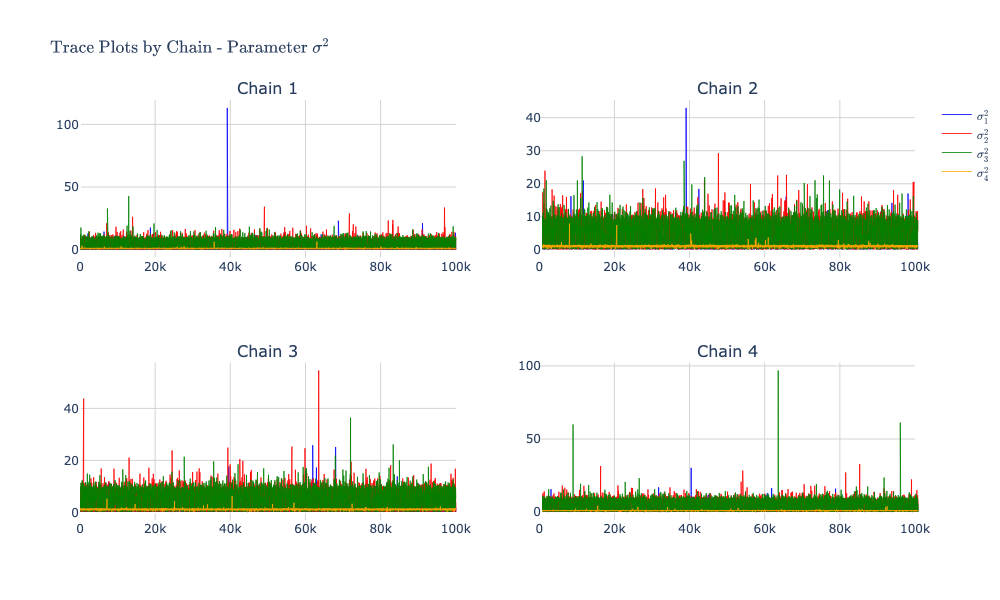 Trace Plots by Chain - Parameter σ²
Chain 1
100
50
0
0 20k 40k 60k 80k 100k
Chain 2
40
30
20
10
0
0 20k 40k 60k 80k 100k
σ₁²
σ₂²
σ₃²
σ₄²
Chain 3
40
20
0
0 20k 40k 60k 80k 100k
Chain 4
100
50
0
0 20k 40k 60k 80k 100k